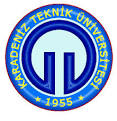 KARADENİZ TEKNİK ÜNİVERSİTESİ
* 1955 *